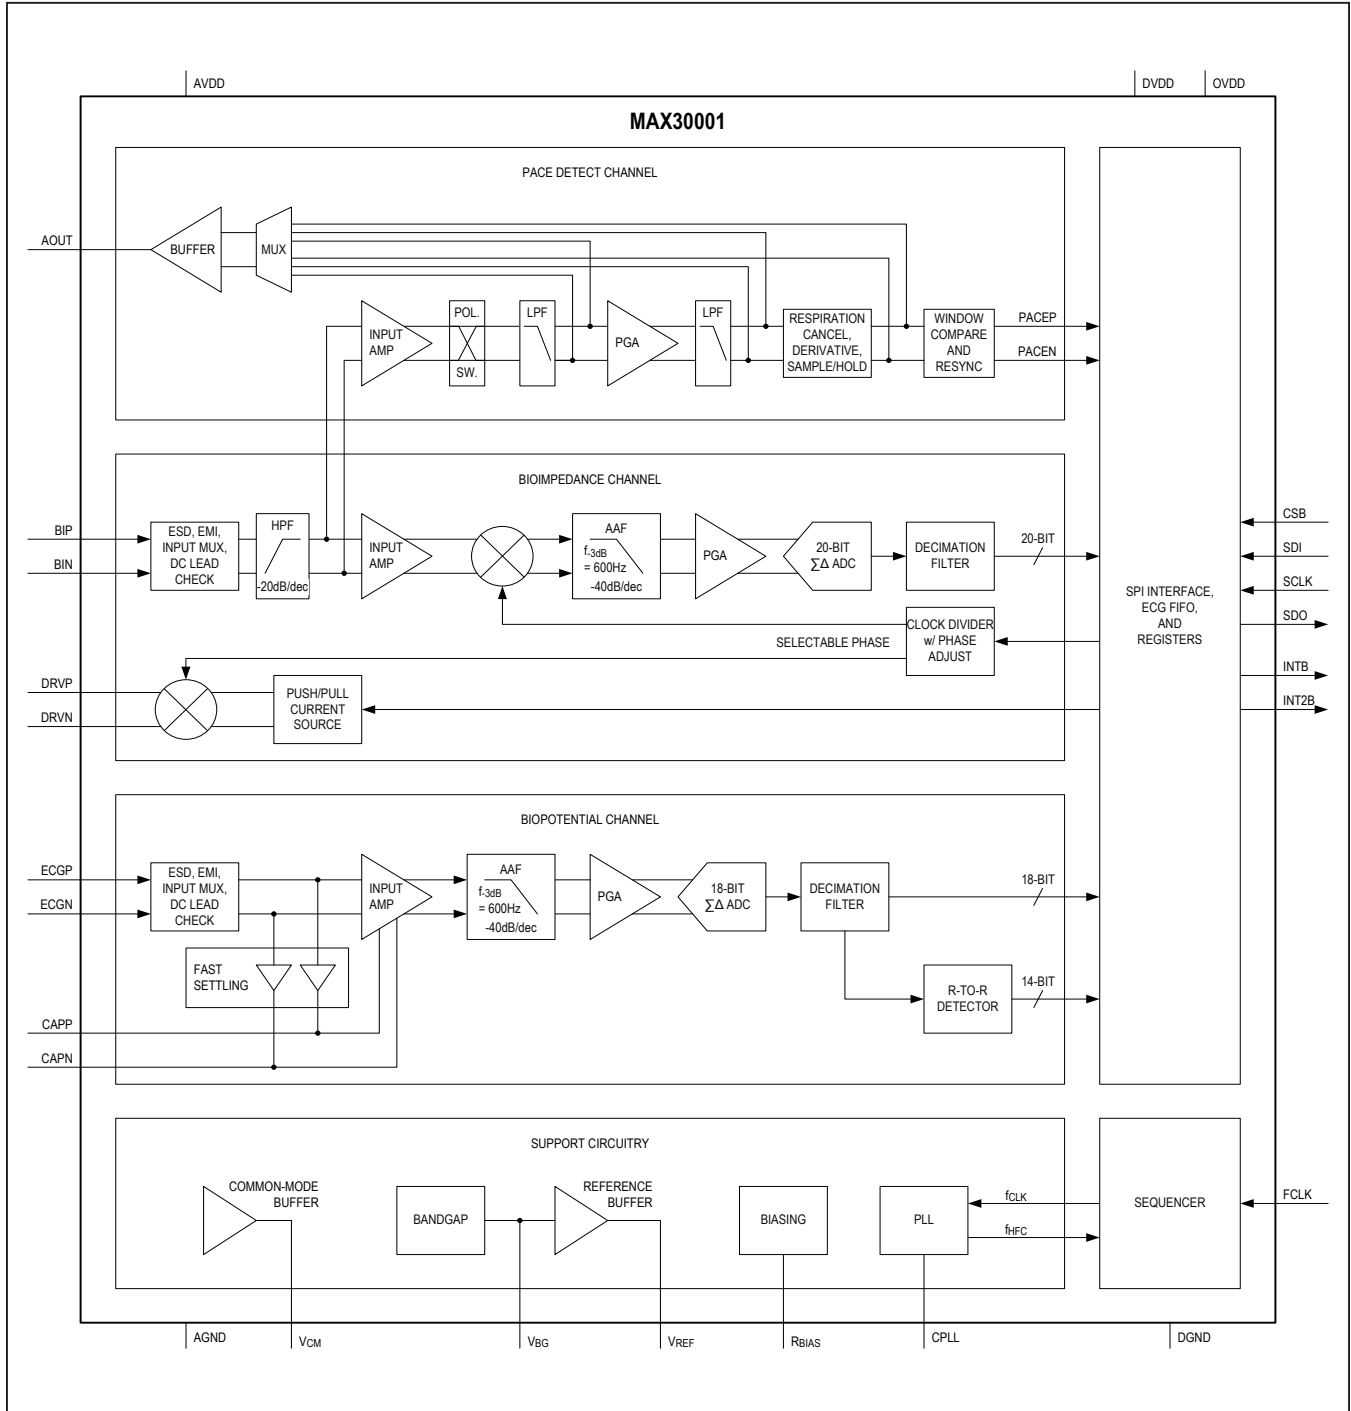 AVDD
DVDD
OVDD
MAX30001
PACE DETECT CHANNEL
AOUT
BUFFER
MUX
INPUT
AMP
POL.
SW.
LPF
PGA
LPF
RESPIRATION
CANCEL,
DERIVATIVE,
SAMPLE/HOLD
WINDOW
COMPARE
AND
RESYNC
PACEP
PACEN
BIOIMPEDANCE CHANNEL
BIP
BIN
ESD, EMI,
INPUT MUX,
DC LEAD
CHECK
HPF
-20dB/dec
INPUT
AMP
AAF
f-3dB
= 600Hz
-40dB/dec
PGA
20-BIT
∑Δ ADC
DECIMATION
FILTER
20-BIT
SELECTABLE PHASE
CLOCK DIVIDER
w/ PHASE
ADJUST
DRVP
DRVN
PUSH/PULL
CURRENT
SOURCE
SPI INTERFACE,
ECG FIFO,
AND
REGISTERS
CSB
SDI
SCLK
SDO
INTB
INT2B
BIOPOTENTIAL CHANNEL
ECGP
ECGN
ESD, EMI,
INPUT MUX,
DC LEAD
CHECK
INPUT
AMP
AAF
f-3dB
= 600Hz
-40dB/dec
PGA
18-BIT
∑Δ ADC
DECIMATION
FILTER
18-BIT
FAST
SETTLING
R-TO-R
DETECTOR
14-BIT
CAPP
CAPN
SUPPORT CIRCUITRY
COMMON-MODE
BUFFER
BANDGAP
REFERENCE
BUFFER
BIASING
PLL
fCLK
fHFC
SEQUENCER
FCLK
AGND
VCM
VBG
VREF
RBIAS
CPLL
DGND